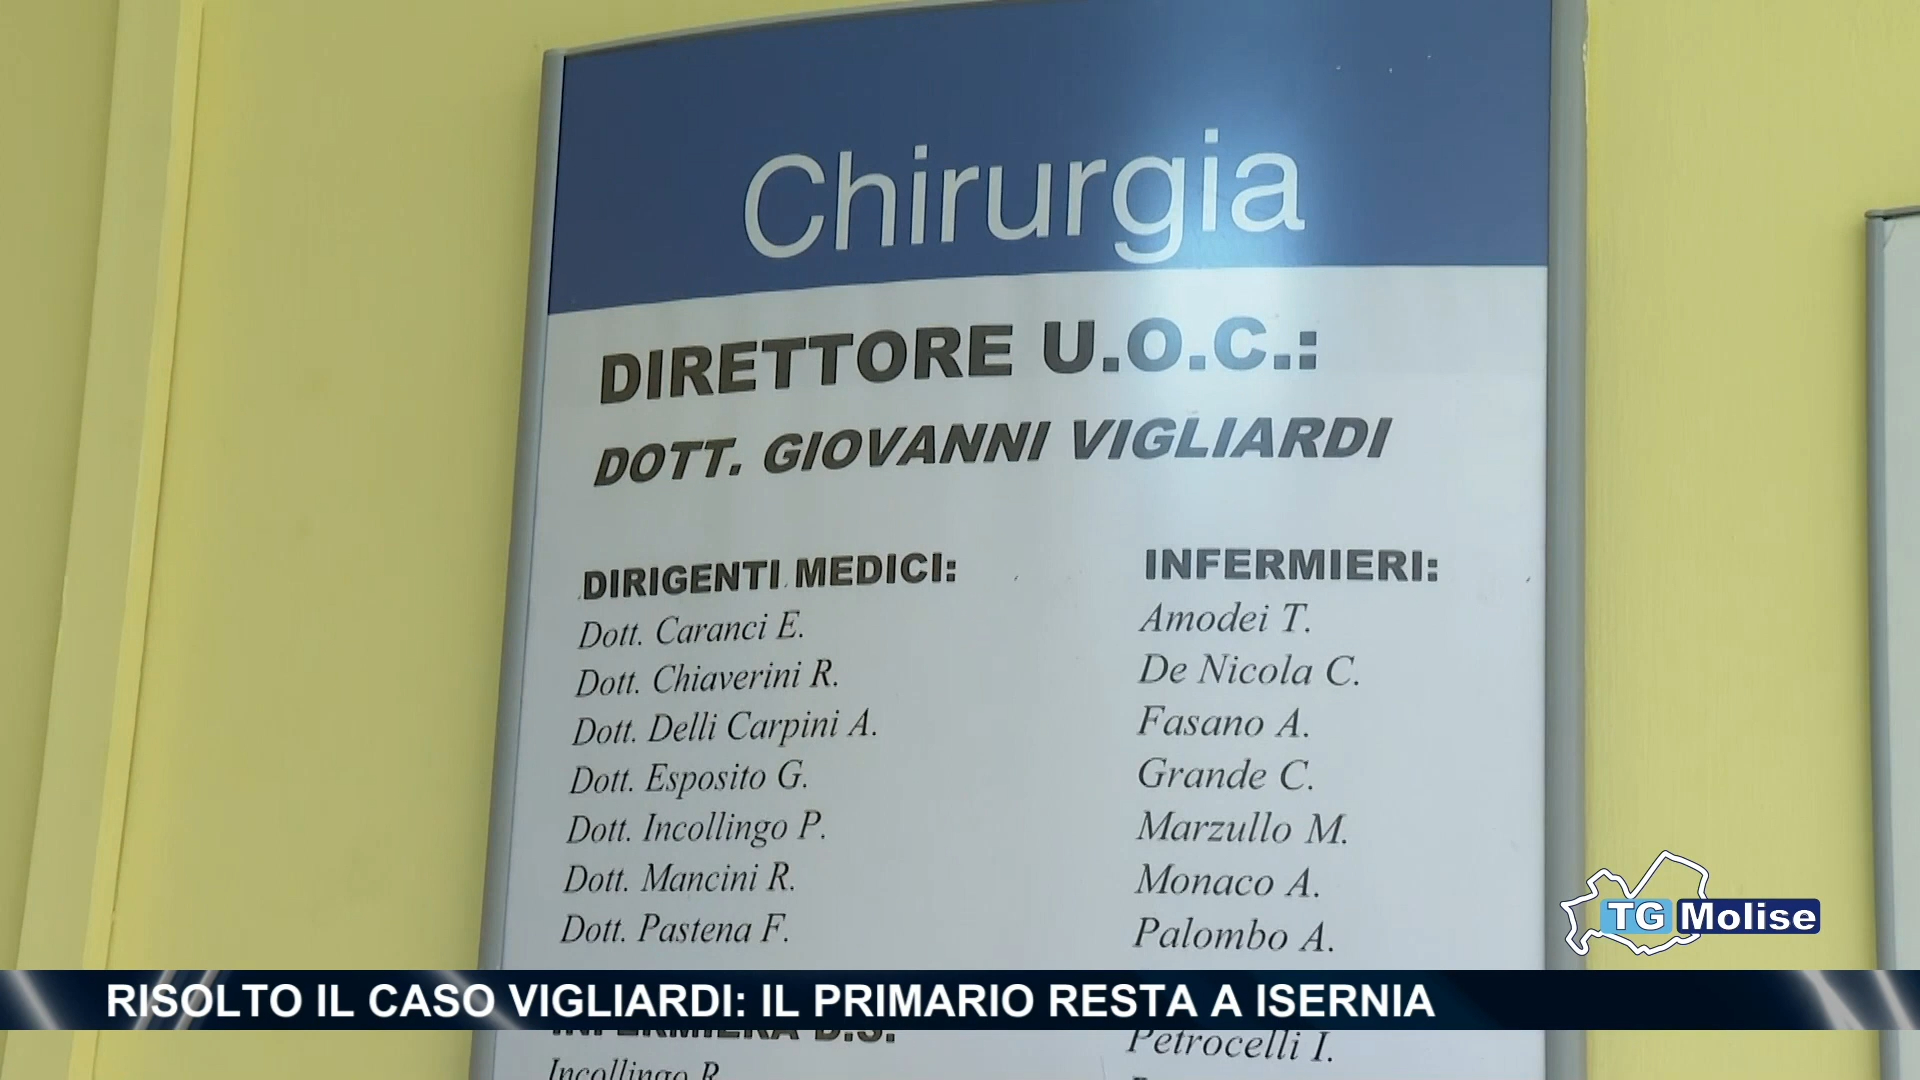 Chirurgia
DIRETTORE U.O.C.:
DOTT. GIOVANNI VIGLIARDI
DIRIGENTI MEDICI:
Dott. Caranci E.
Dott. Chiaverini R.
Dott. Delli Carpini A.
Dott. Esposito G.
Dott. Incollingo P.
Dott. Mancini R.
Dott. Pastena F.
INFERMIERI:
Amodei T.
De Nicola C.
Fasano A.
Grande C.
Marzullo M.
Monaco A.
Palombo A.
TG Molise
RISOLTO IL CASO VIGLIARDI: IL PRIMARIO RESTA A ISERNIA
INFERMIERA D.S.
Incollingo R.
Petrocelli I.